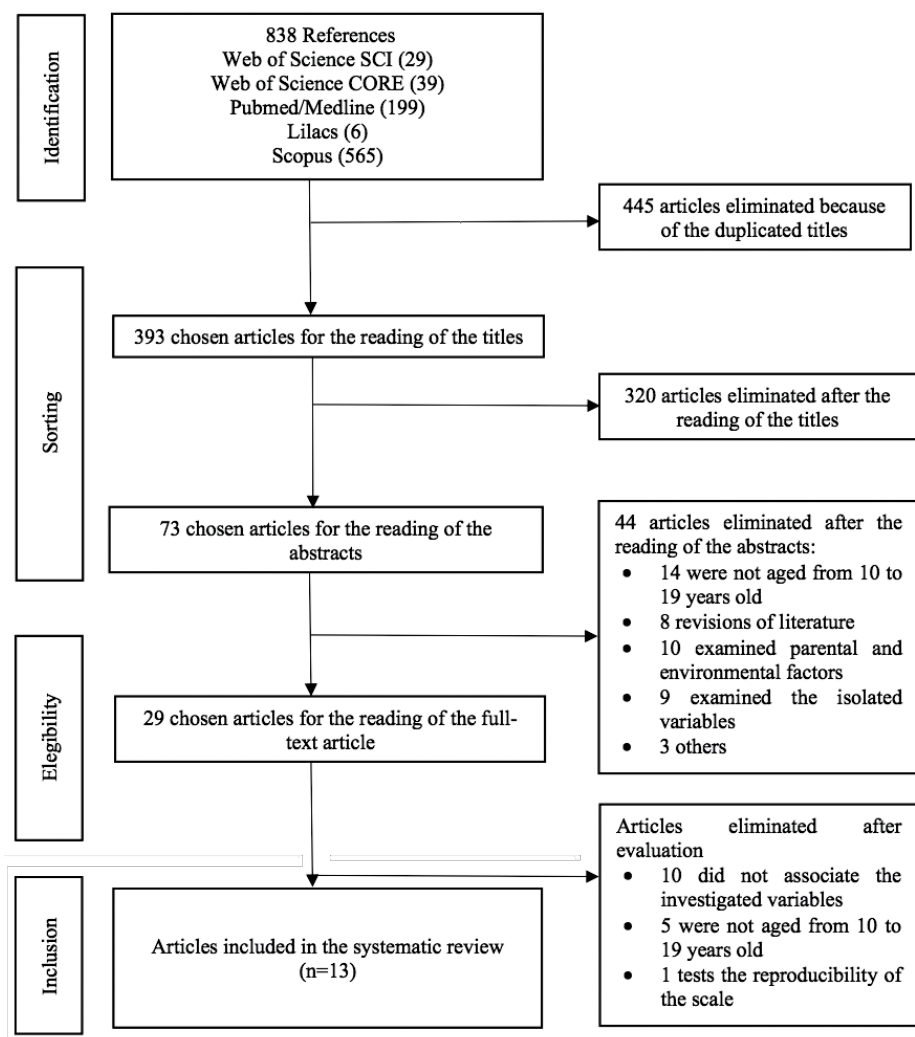 Identification
838 References
Web of Science SCI (29)
Web of Science CORE (39)
Pubmed/Medline (199)
Lilacs (6)
Scopus (565)
445 articles eliminated because
of the duplicated titles
Sorting
393 chosen articles for the reading of the titles
320 articles eliminated after the
reading of the titles
73 chosen articles for the reading of the
abstracts
44 articles eliminated after the
reading of the abstracts:
• 14 were not aged from 10 to
19 years old
• 8 revisions of literature
• 10 examined parental and
environmental factors
• 9 examined the isolated
variables
• 3 others
Elegibility
29 chosen articles for the reading of the full-
text article
Articles eliminated after
evaluation
• 10 did not associate the
investigated variables
• 5 were not aged from 10 to
19 years old
• 1 tests the reproducibility of
the scale
Inclusion
Articles included in the systematic review
(n=13)